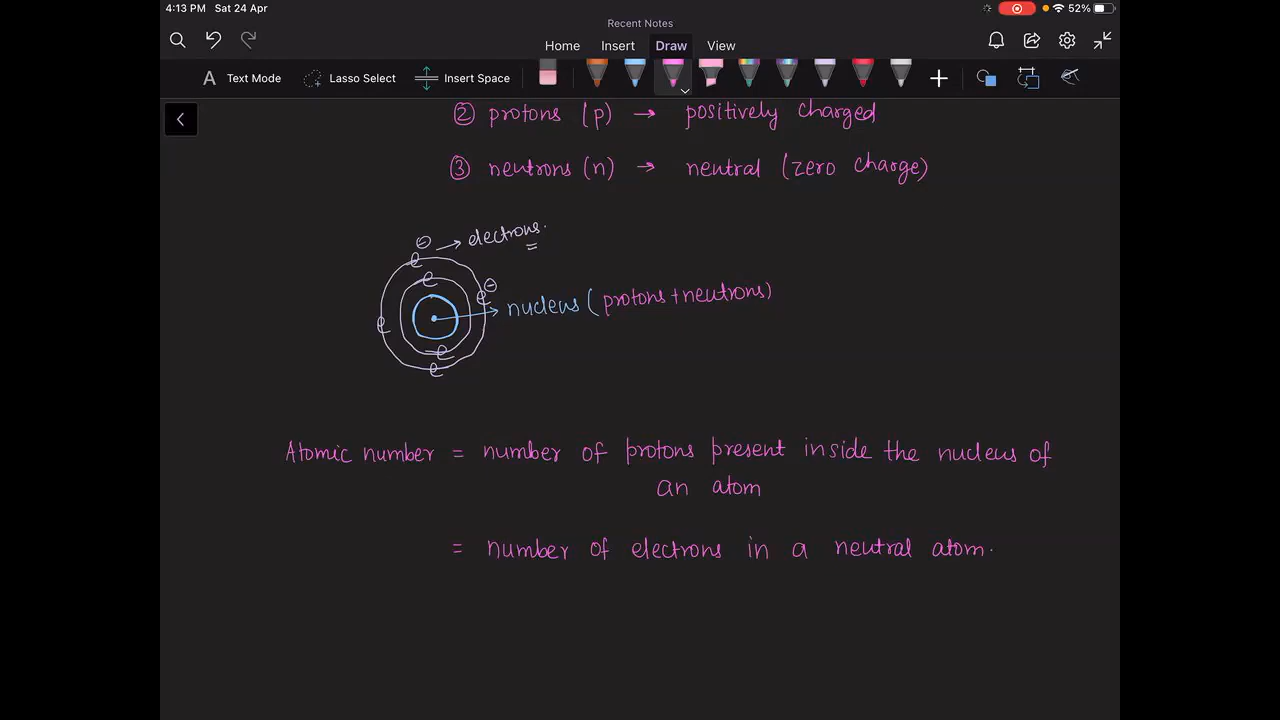 4:13 PM Sat 24 Apr
52%
Recent Notes
Home Insert Draw View
A Text Mode Lasso Select Insert Space
② protons (p) → positively charged
③ neutrons (n) → neutral (zero charge)
⊖ → electrons.
e
e
e ⊖
nucleus (protons+neutrons)
e
e
e
Atomic number = number of protons present inside the nucleus of
an atom
= number of electrons in a neutral atom.